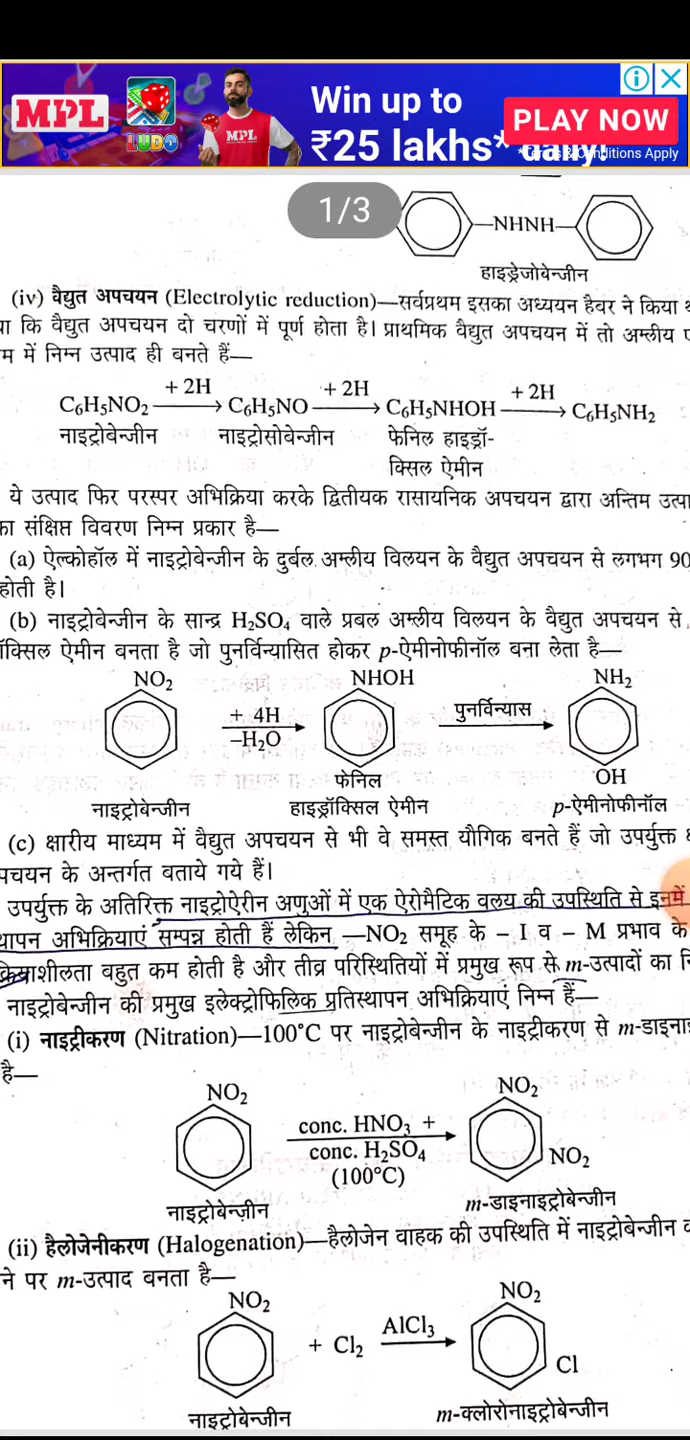 MPL
LUDO
MPL
Win up to
₹25 lakhs* daily!
PLAY NOW
*Terms & Conditions Apply
1/3
—NHNH—
हाइड्रेजोबेन्जीन
(iv) वैद्युत अपचयन (Electrolytic reduction)—सर्वप्रथम इसका अध्ययन हैबर ने किया
कि वैद्युत अपचयन दो चरणों में पूर्ण होता है। प्राथमिक वैद्युत अपचयन में तो अम्लीय
में निम्न उत्पाद ही बनते हैं—
C₆H₅NO₂ + 2H ⟶ C₆H₅NO + 2H ⟶ C₆H₅NHOH + 2H ⟶ C₆H₅NH₂
नाइट्रोबेन्जीन नाइट्रोसोबेन्जीन फेनिल हाइड्रॉ-
क्सिल ऐमीन
ये उत्पाद फिर परस्पर अभिक्रिया करके द्वितीयक रासायनिक अपचयन द्वारा अन्तिम
संक्षिप्त विवरण निम्न प्रकार है—
(a) ऐल्कोहॉल में नाइट्रोबेन्जीन के दुर्बल अम्लीय विलयन के वैद्युत अपचयन से लगभग 90
होती है।
(b) नाइट्रोबेन्जीन के सान्द्र H₂SO₄ वाले प्रबल अम्लीय विलयन के वैद्युत अपचयन से
ऐमीन बनता है जो पुनर्विन्यासित होकर p-ऐमीनोफीनॉल बना लेता है—
NO₂ NHOH NH₂
+ 4H पुनर्विन्यास
–H₂O
फेनिल OH
नाइट्रोबेन्जीन हाइड्रॉक्सिल ऐमीन p-ऐमीनोफीनॉल
(c) क्षारीय माध्यम में वैद्युत अपचयन से भी वे समस्त यौगिक बनते हैं जो उपर्युक्त
के अन्तर्गत बताये गये हैं।
उपर्युक्त के अतिरिक्त नाइट्रोऐरीन अणुओं में एक ऐरोमैटिक वलय की उपस्थिति से इनमें
अभिक्रियाएं सम्पन्न होती हैं लेकिन —NO₂ समूह के – I व – M प्रभाव के
क्रियाशीलता बहुत कम होती है और तीव्र परिस्थितियों में प्रमुख रूप से m-उत्पादों का
नाइट्रोबेन्जीन की प्रमुख इलेक्ट्रोफिलिक प्रतिस्थापन अभिक्रियाएं निम्न हैं—
(i) नाइट्रीकरण (Nitration)—100°C पर नाइट्रोबेन्जीन के नाइट्रीकरण से
है—
NO₂ NO₂
conc. HNO₃ +
conc. H₂SO₄ NO₂
(100°C)
नाइट्रोबेन्ज़ीन m-डाइनाइट्रोबेन्जीन
(ii) हैलोजेनीकरण (Halogenation)—हैलोजेन वाहक की उपस्थिति में नाइट्रोबेन्जीन
पर m-उत्पाद बनता है—
NO₂ NO₂
+ Cl₂ AlCl₃ Cl
नाइट्रोबेन्जीन m-क्लोरोनाइट्रोबेन्जीन